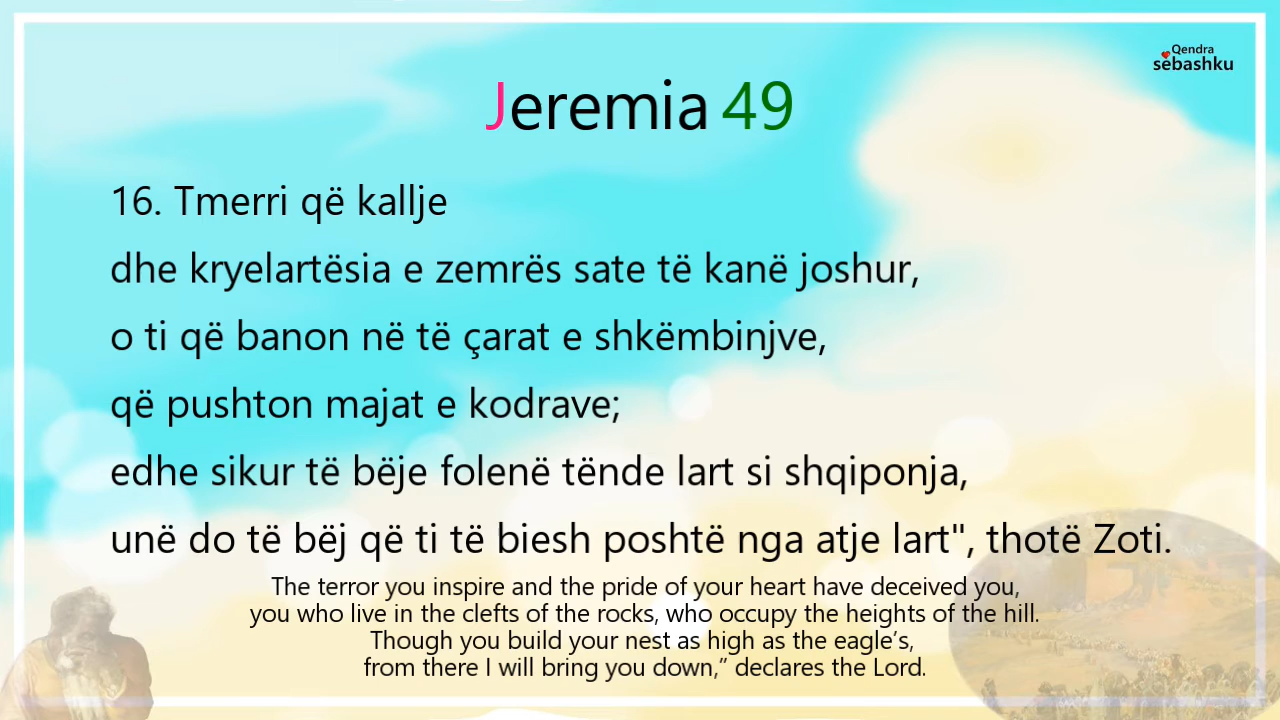 Qendra
sëbashku
Jeremia 49
16. Tmerri që kallje
dhe kryelartësia e zemrës sate të kanë joshur,
o ti që banon në të çarat e shkëmbinjve,
që pushton majat e kodrave;
edhe sikur të bëje folenë tënde lart si shqiponja,
unë do të bëj që ti të biesh poshtë nga atje lart", thotë Zoti.
The terror you inspire and the pride of your heart have deceived you,
you who live in the clefts of the rocks, who occupy the heights of the hill.
Though you build your nest as high as the eagle’s,
from there I will bring you down,” declares the Lord.